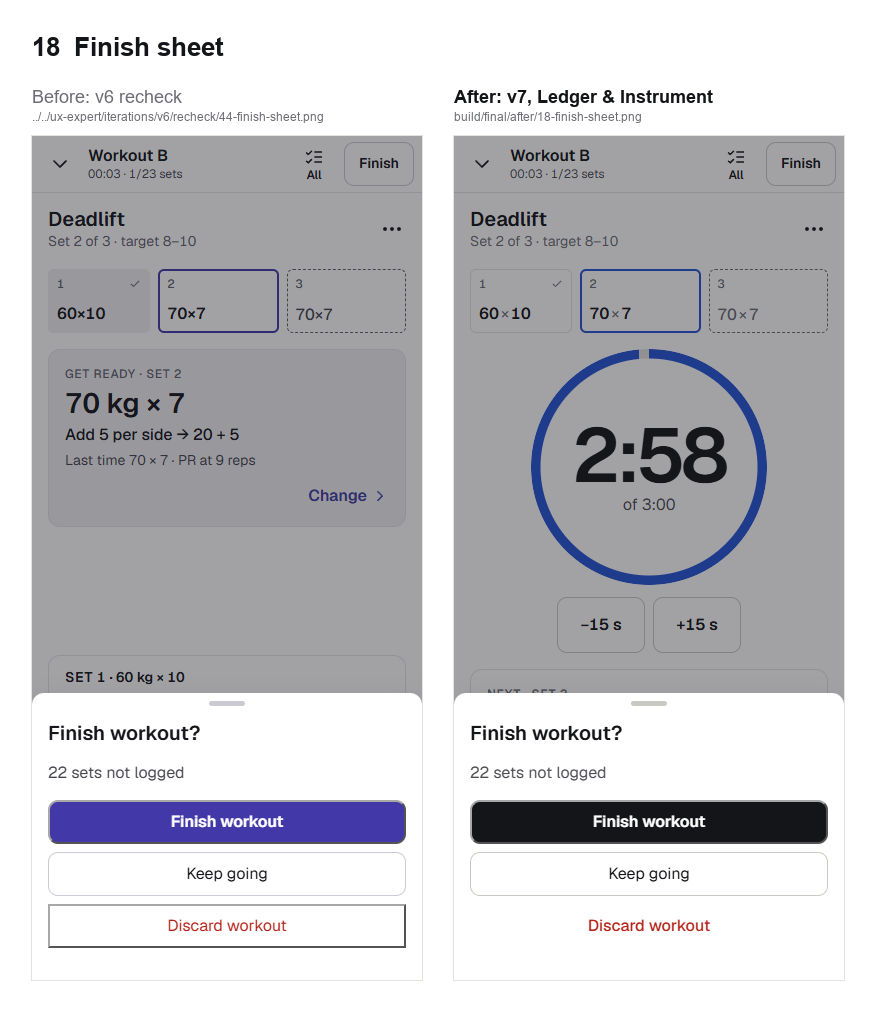 18 Finish sheet
Before: v6 recheck
../../ux-expert/iterations/v6/recheck/44-finish-sheet.png
Workout B
00:03 · 1/23 sets
All
Finish
Deadlift
Set 2 of 3 · target 8–10
1
60×10
2
70×7
3
70×7
GET READY · SET 2
70 kg × 7
Add 5 per side → 20 + 5
Last time 70 × 7 · PR at 9 reps
Change
SET 1 · 60 kg × 10
Finish workout?
22 sets not logged
Finish workout
Keep going
Discard workout
After: v7, Ledger & Instrument
build/final/after/18-finish-sheet.png
Workout B
00:03 · 1/23 sets
All
Finish
Deadlift
Set 2 of 3 · target 8–10
1
60×10
2
70×7
3
70×7
2:58
of 3:00
−15 s
+15 s
Finish workout?
22 sets not logged
Finish workout
Keep going
Discard workout